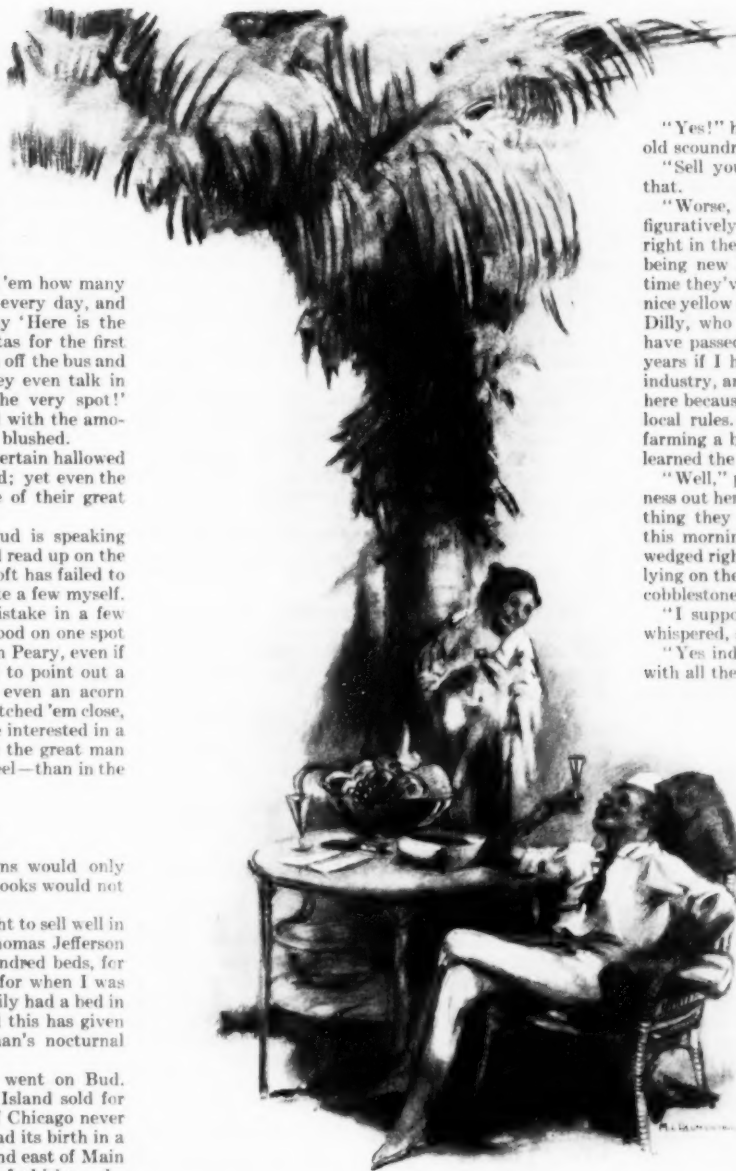 'em how many
every day, and
y 'Here is the
tas for the first
off the bus and
ey even talk in
he very spot!'
with the amo-
blushed.
ertain hallowed
d; yet even the
e of their great
ud is speaking
d read up on the
oft has failed to
ke a few myself.
istake in a few
ood on one spot
n Peary, even if
to point out a
even an acorn
tched 'em close,
e interested in a
the great man
eel—than in the
ns would only
ooks would not
ht to sell well in
omas Jefferson
ndred beds, for
for when I was
ily had a bed in
l this has given
an's nocturnal
went on Bud.
Island sold for
Chicago never
ad its birth in a
nd east of Main
"Yes!" h
old scoundr
"Sell you
that.
"Worse,
figuratively
right in the
being new
time they'v
nice yellow
Dilly, who
have passed
years if I h
industry, an
here becaus
local rules.
farming a b
learned the
"Well," p
ness out her
thing they
this mornin
wedged righ
lying on the
cobblestone
"I suppo
whispered,
"Yes ind
with all the